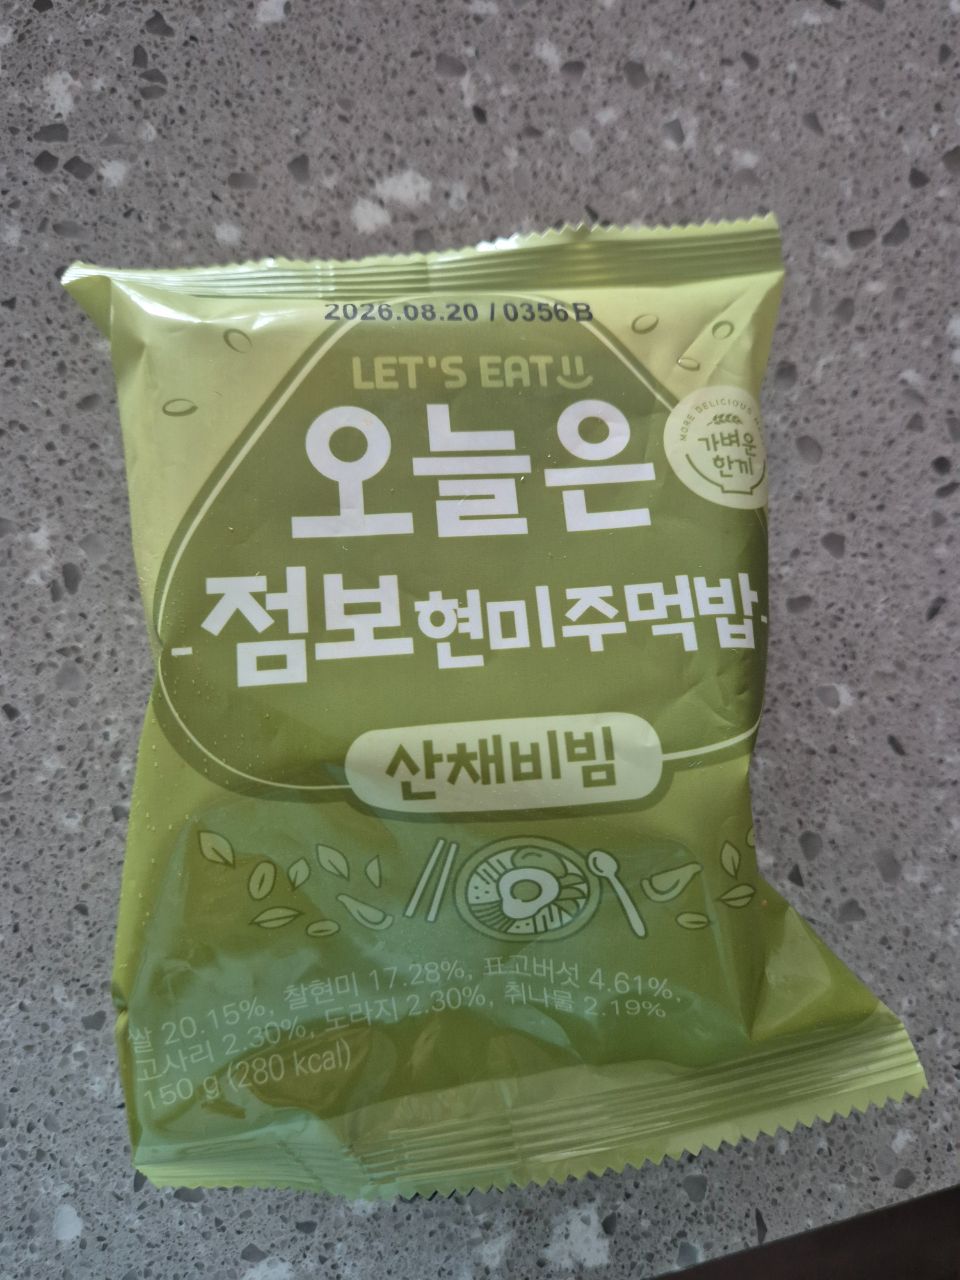 2026.08.20 / 0356 B
LET'S EAT
오늘은
MORE DELICIOUS
가벼운
한끼
점보현미주먹밥
산채비빔
쌀 20.15%, 찰현미 17.28%, 표고버섯 4.61%,
고사리 2.30%, 도라지 2.30%, 취나물 2.19%
150 g (280 kcal)